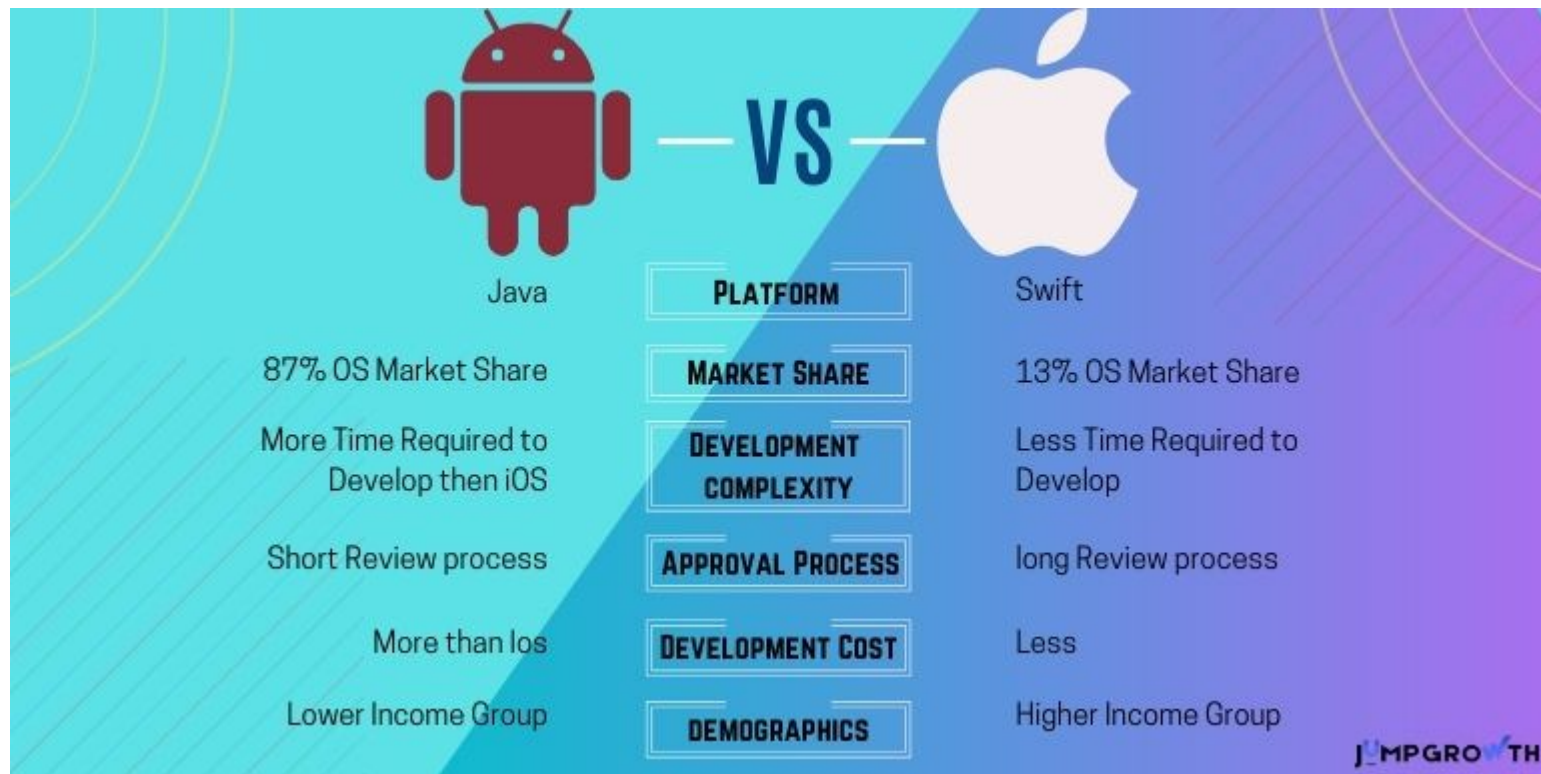 VS
Java
PLATFORM
Swift
87% OS Market Share
MARKET SHARE
13% OS Market Share
More Time Required to
Develop then iOS
DEVELOPMENT
COMPLEXITY
Less Time Required to
Develop
Short Review process
APPROVAL PROCESS
long Review process
More than Ios
DEVELOPMENT COST
Less
Lower Income Group
DEMOGRAPHICS
Higher Income Group
JUMPGROWTH